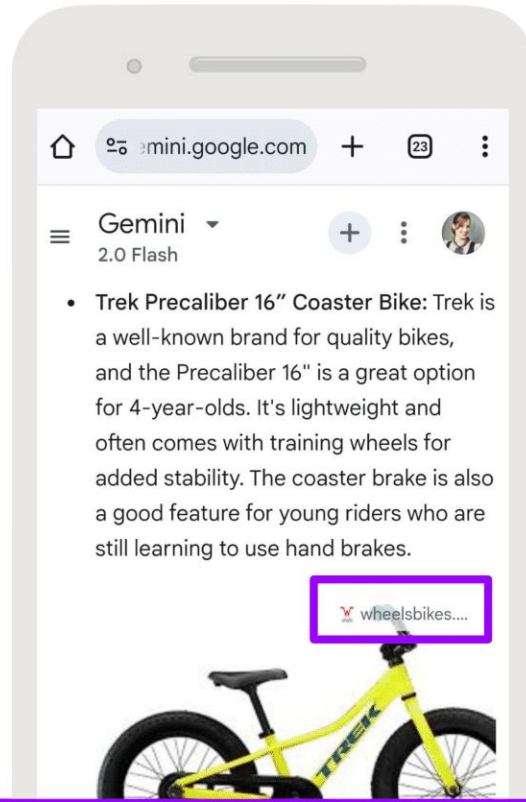 mini.google.com
23
Gemini
2.0 Flash
• Trek Precaliber 16″ Coaster Bike: Trek is
a well-known brand for quality bikes,
and the Precaliber 16" is a great option
for 4-year-olds. It's lightweight and
often comes with training wheels for
added stability. The coaster brake is also
a good feature for young riders who are
still learning to use hand brakes.
wheelsbikes....
TREK